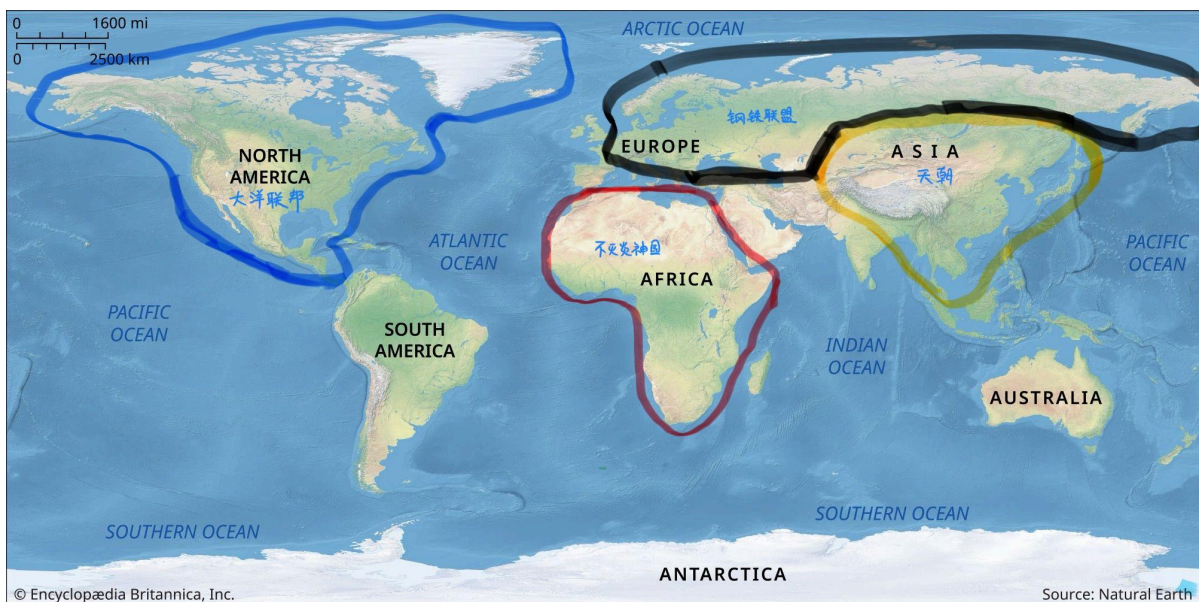 0 1600 mi
0 2500 km
ARCTIC OCEAN
钢铁联盟
EUROPE
ASIA
天朝
NORTH
AMERICA
大洋联邦
ATLANTIC
OCEAN
不灭炎神国
AFRICA
PACIFIC
OCEAN
PACIFIC
OCEAN
SOUTH
AMERICA
INDIAN
OCEAN
AUSTRALIA
SOUTHERN OCEAN
SOUTHERN OCEAN
ANTARCTICA
© Encyclopædia Britannica, Inc.
Source: Natural Earth